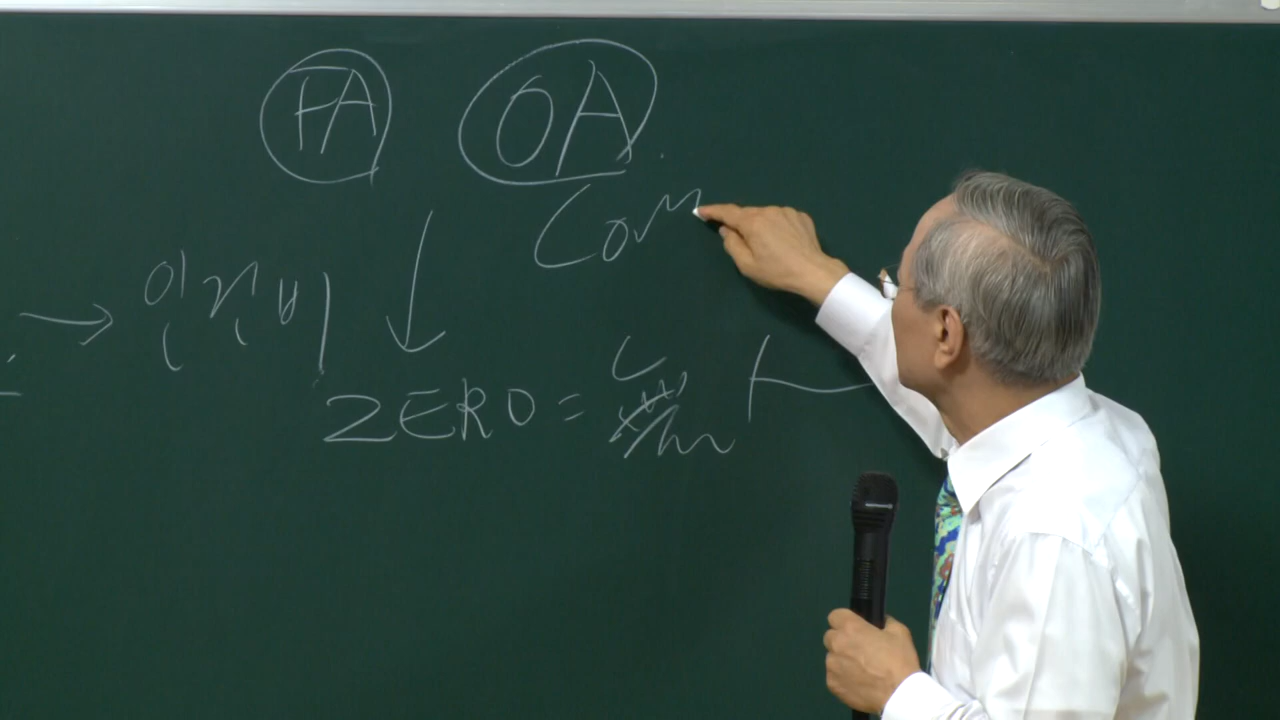 FA OA
Com
→ 인건비 ↓
ZERO =